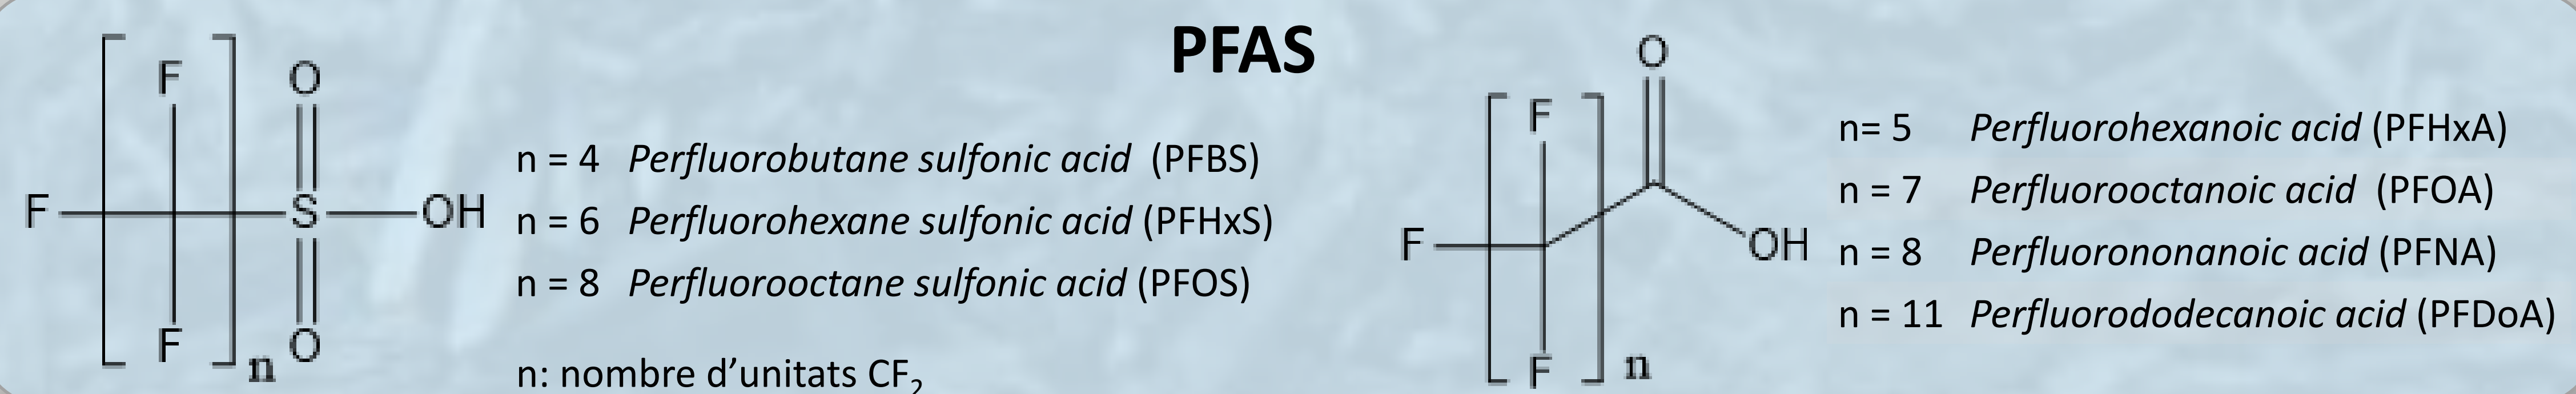 PFAS
F
F
F
n
O
S
O
OH
n = 4 Perfluorobutane sulfonic acid (PFBS)
n = 6 Perfluorohexane sulfonic acid (PFHxS)
n = 8 Perfluorooctane sulfonic acid (PFOS)
n: nombre d’unitats CF₂
F
F
F
n
O
OH
n= 5 Perfluorohexanoic acid (PFHxA)
n = 7 Perfluorooctanoic acid (PFOA)
n = 8 Perfluorononanoic acid (PFNA)
n = 11 Perfluorododecanoic acid (PFDoA)